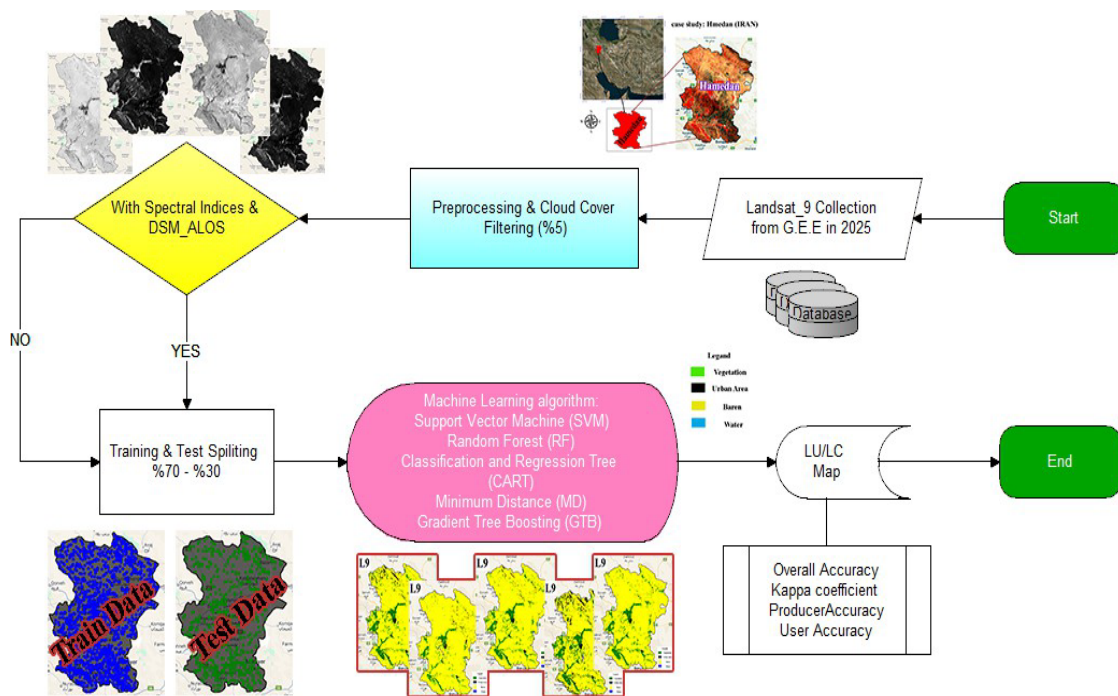 case study: Hmedan (IRAN)
Hamedan
Hamedan
With Spectral Indices &
DSM_ALOS
Preprocessing & Cloud Cover
Filtering (%5)
Landsat_9 Collection
from G.E.E in 2025
Start
Database
NO
YES
Training & Test Spiliting
%70 - %30
Machine Learning algorithm:
Support Vector Machine (SVM)
Random Forest (RF)
Classification and Regression Tree
(CART)
Minimum Distance (MD)
Gradient Tree Boosting (GTB)
Legand
Vegetation
Urban Area
Baren
Water
LU/LC
Map
End
Overall Accuracy
Kappa coefficient
ProducerAccuracy
User Accuracy
Train Data
Test Data
L9
L9
L9
L9
L9